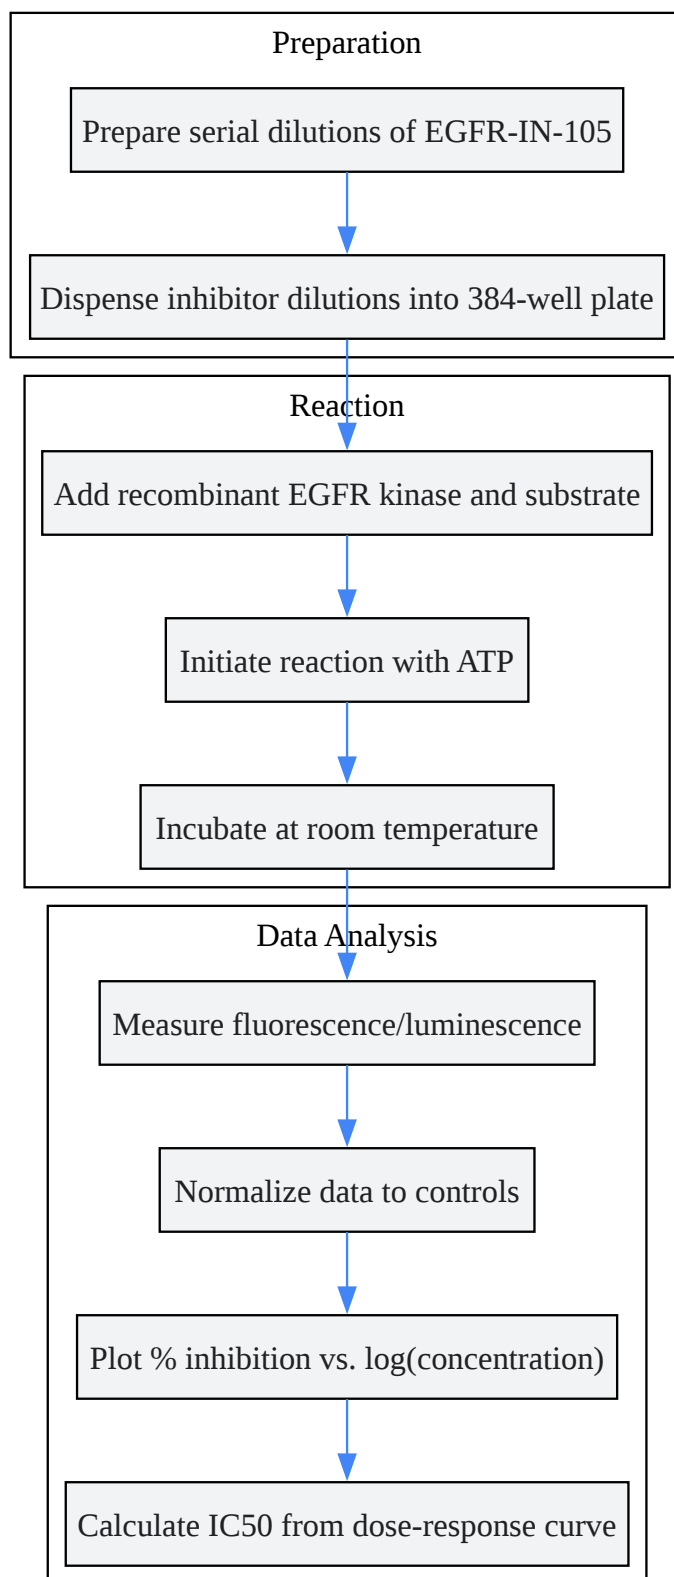 Preparation
Prepare serial dilutions of EGFR-IN-105
Dispense inhibitor dilutions into 384-well plate
Reaction
Add recombinant EGFR kinase and substrate
Initiate reaction with ATP
Incubate at room temperature
Data Analysis
Measure fluorescence/luminescence
Normalize data to controls
Plot % inhibition vs. log(concentration)
Calculate IC50 from dose-response curve